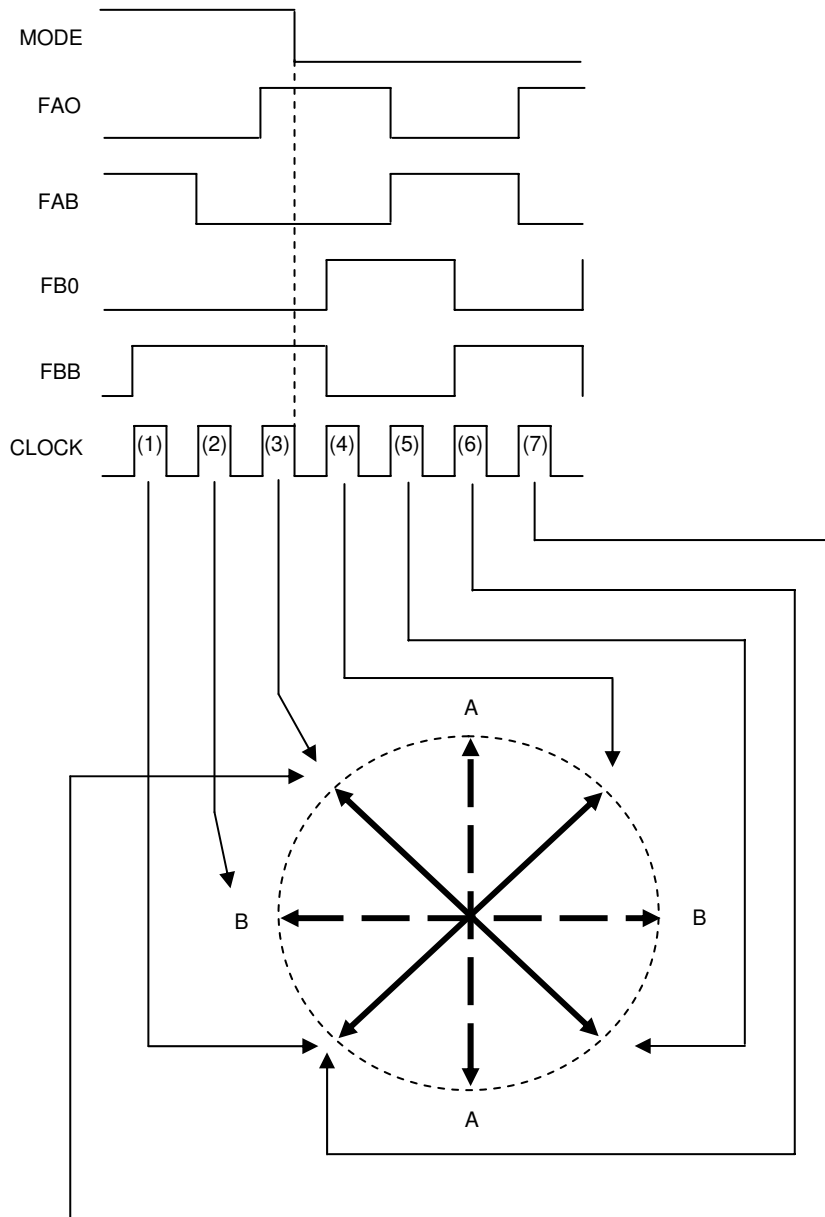 MODE
FAO
FAB
FB0
FBB
CLOCK (1) (2) (3) (4) (5) (6) (7)
A
B B
A